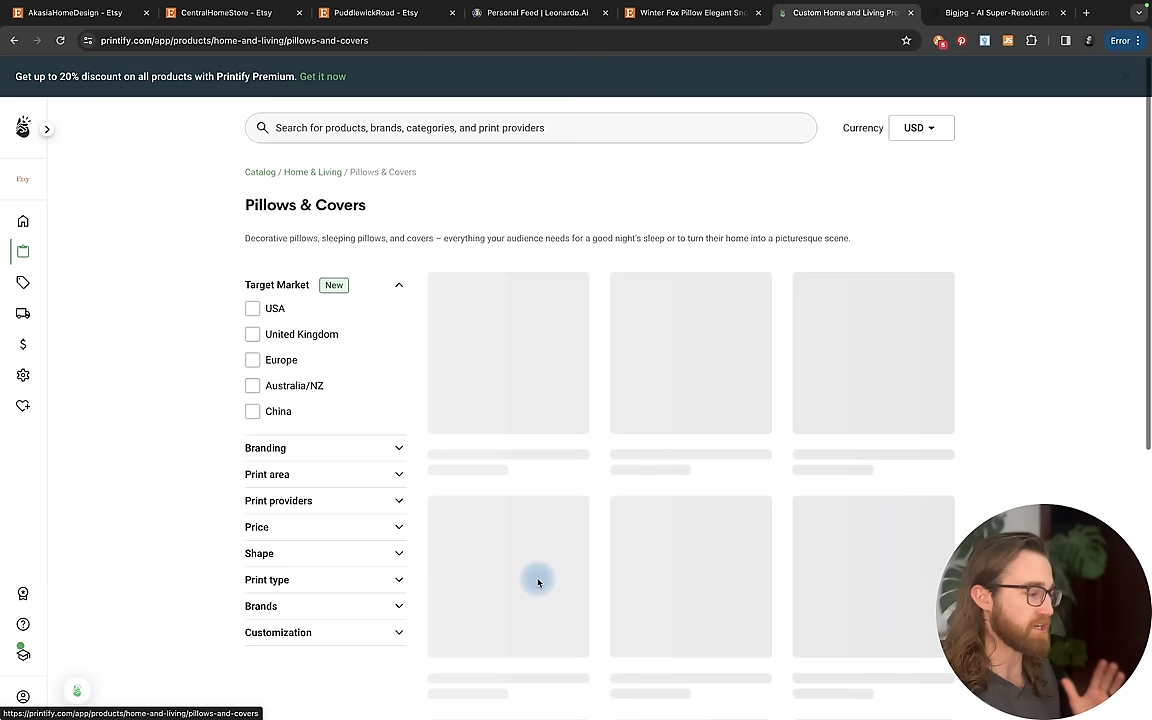 AkasiaHomeDesign - Etsy
CentralHomeStore - Etsy
PuddlewickRoad - Etsy
Personal Feed | Leonardo.Ai
Winter Fox Pillow Elegant Sno
Custom Home and Living Pro
Bigjpg - AI Super-Resolution
printify.com/app/products/home-and-living/pillows-and-covers
6
JS
Error
Get up to 20% discount on all products with Printify Premium. Get it now
Search for products, brands, categories, and print providers
Currency
USD
Etsy
Catalog / Home & Living / Pillows & Covers
Pillows & Covers
Decorative pillows, sleeping pillows, and covers – everything your audience needs for a good night's sleep or to turn their home into a picturesque scene.
Target Market New
USA
United Kingdom
Europe
Australia/NZ
China
Branding
Print area
Print providers
Price
Shape
Print type
Brands
Customization
https://printify.com/app/products/home-and-living/pillows-and-covers